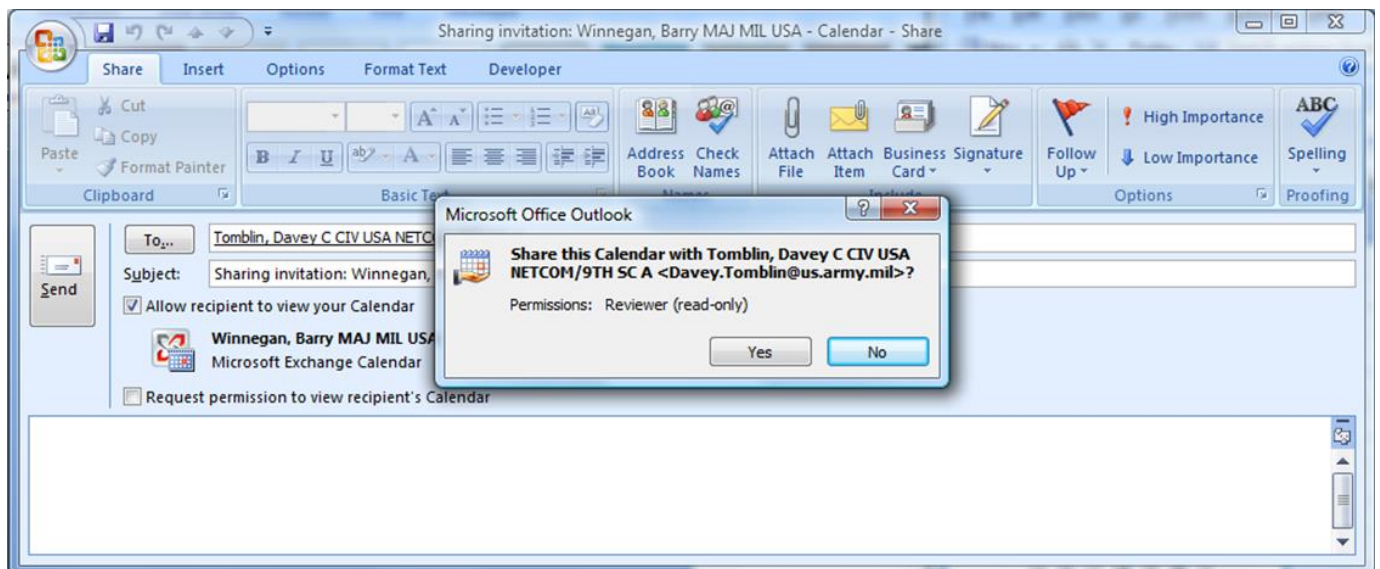 Sharing invitation: Winnegan, Barry MAJ MIL USA - Calendar - Share
Share Insert Options Format Text Developer
Cut
Copy
Paste
Format Painter
Clipboard
A A
B I U ab A
Basic
Address Book
Check Names
Names
Attach File
Attach Item
Business Card
Signature
Include
Follow Up
High Importance
Low Importance
Options
ABC
Spelling
Proofing
Send
To...
Tomblin, Davey C CIV USA
Subject:
Sharing invitation: Winnegan,
Allow recipient to view your Calendar
Winnegan, Barry MAJ MIL USA
Microsoft Exchange Calendar
Request permission to view recipient's Calendar
Microsoft Office Outlook
?
Share this Calendar with Tomblin, Davey C CIV USA
NETCOM/9TH SC A <Davey.Tomblin@us.army.mil>?
Permissions: Reviewer (read-only)
Yes No